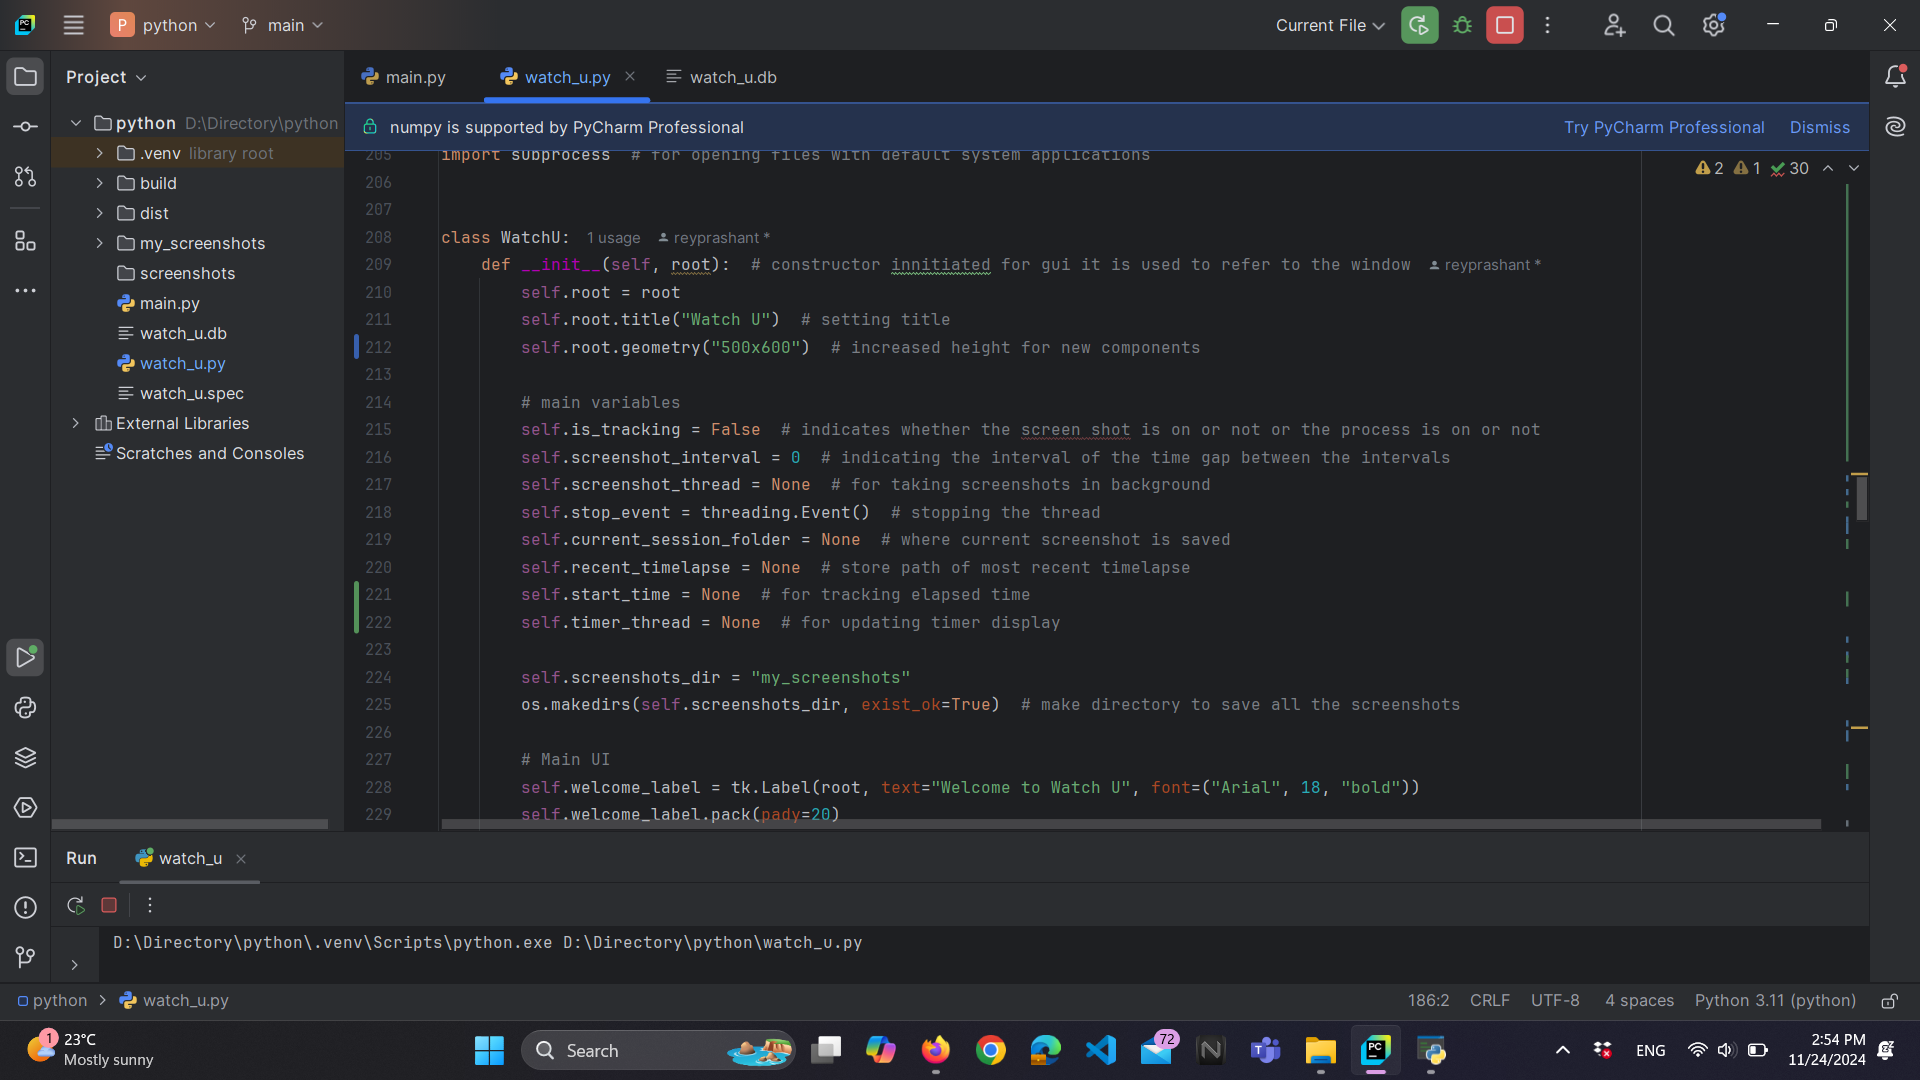 P python main Current File
Project
main.py watch_u.py watch_u.db
numpy is supported by PyCharm Professional Try PyCharm Professional Dismiss
2 1 30
python D:\Directory\python
.venv library root
build
dist
my_screenshots
screenshots
main.py
watch_u.db
watch_u.py
watch_u.spec
External Libraries
Scratches and Consoles
205 import subprocess # for opening files with default system applications
206
207
208 class WatchU: 1 usage reyprashant *
209 def __init__(self, root): # constructor innitiated for gui it is used to refer to the window reyprashant *
210 self.root = root
211 self.root.title("Watch U") # setting title
212 self.root.geometry("500x600") # increased height for new components
213
214 # main variables
215 self.is_tracking = False # indicates whether the screen shot is on or not or the process is on or not
216 self.screenshot_interval = 0 # indicating the interval of the time gap between the intervals
217 self.screenshot_thread = None # for taking screenshots in background
218 self.stop_event = threading.Event() # stopping the thread
219 self.current_session_folder = None # where current screenshot is saved
220 self.recent_timelapse = None # store path of most recent timelapse
221 self.start_time = None # for tracking elapsed time
222 self.timer_thread = None # for updating timer display
223
224 self.screenshots_dir = "my_screenshots"
225 os.makedirs(self.screenshots_dir, exist_ok=True) # make directory to save all the screenshots
226
227 # Main UI
228 self.welcome_label = tk.Label(root, text="Welcome to Watch U", font=("Arial", 18, "bold"))
229 self.welcome_label.pack(pady=20)
Run watch_u
D:\Directory\python\.venv\Scripts\python.exe D:\Directory\python\watch_u.py
python > watch_u.py 186:2 CRLF UTF-8 4 spaces Python 3.11 (python)
1 23°C
Mostly sunny
Search
72
ENG
2:54 PM
11/24/2024